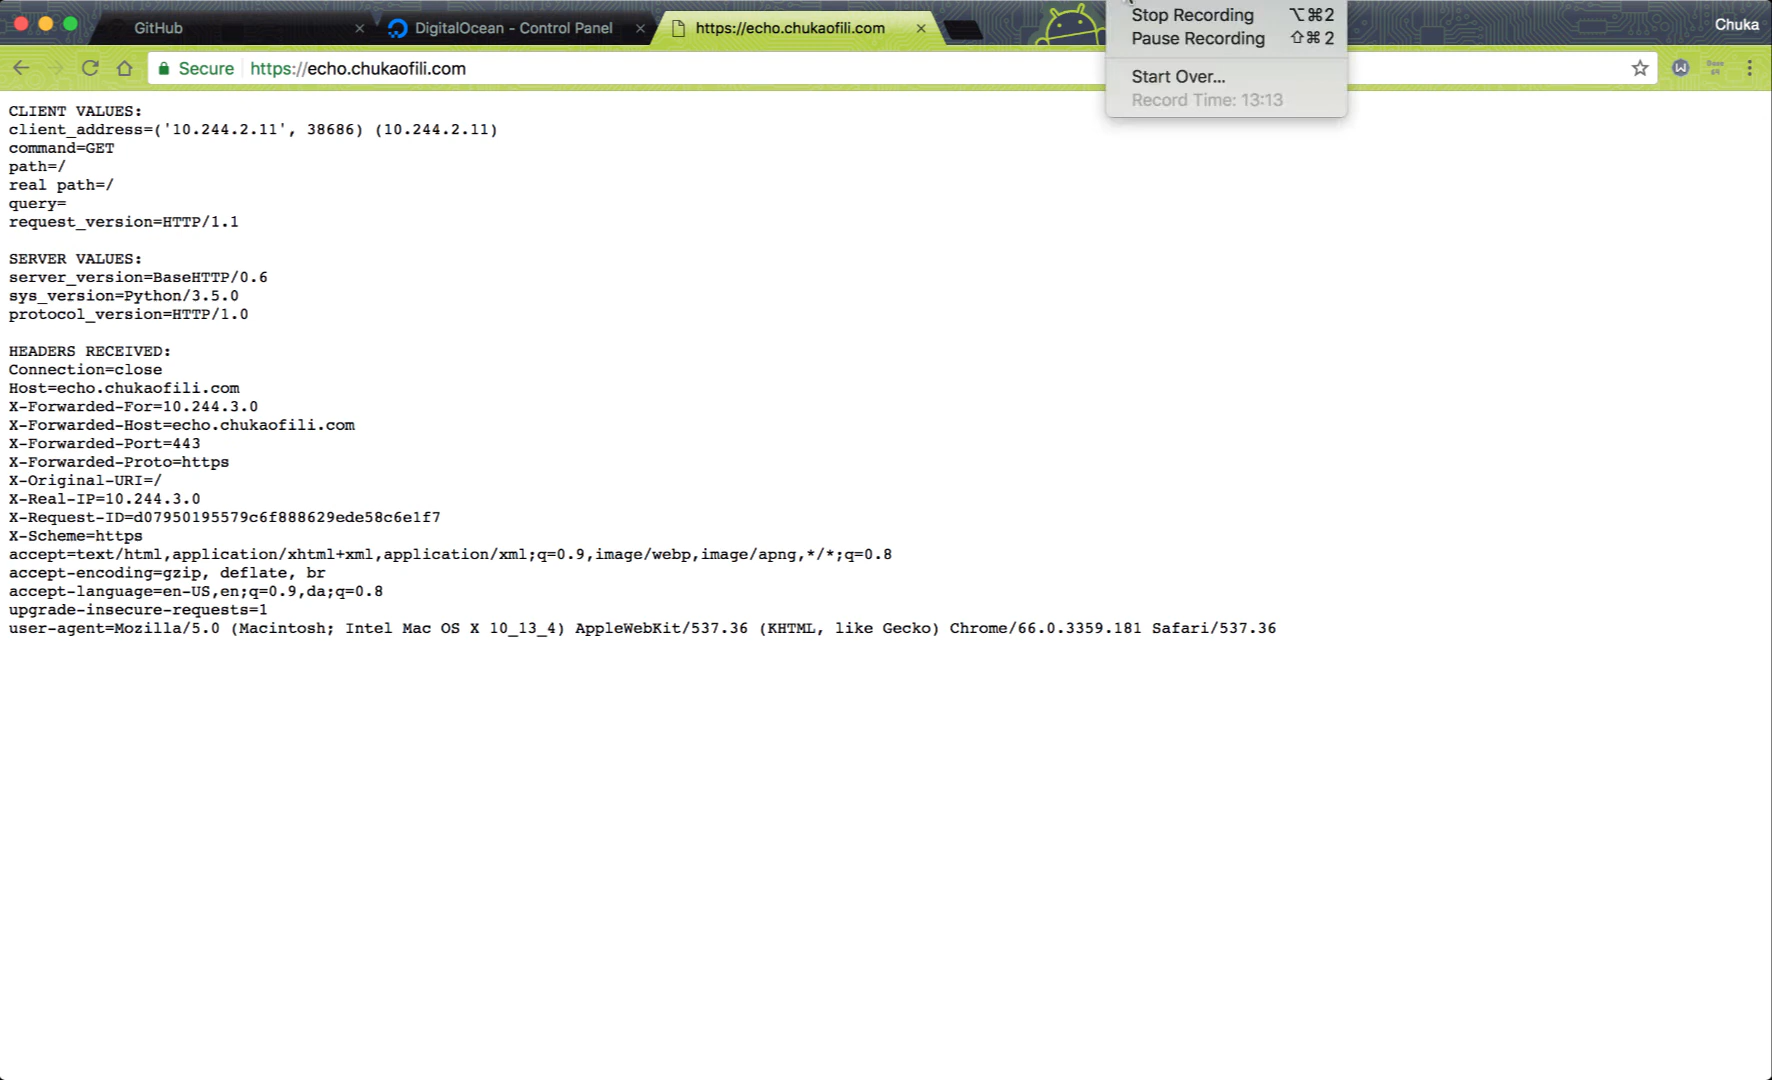 GitHub
DigitalOcean - Control Panel
https://echo.chukaofili.com
Chuka
Stop Recording ⌥⌘2
Pause Recording ⇧⌘2
Start Over...
Record Time: 13:13
Secure https://echo.chukaofili.com
CLIENT VALUES:
client_address=('10.244.2.11', 38686) (10.244.2.11)
command=GET
path=/
real path=/
query=
request_version=HTTP/1.1
SERVER VALUES:
server_version=BaseHTTP/0.6
sys_version=Python/3.5.0
protocol_version=HTTP/1.0
HEADERS RECEIVED:
Connection=close
Host=echo.chukaofili.com
X-Forwarded-For=10.244.3.0
X-Forwarded-Host=echo.chukaofili.com
X-Forwarded-Port=443
X-Forwarded-Proto=https
X-Original-URI=/
X-Real-IP=10.244.3.0
X-Request-ID=d07950195579c6f888629ede58c6e1f7
X-Scheme=https
accept=text/html,application/xhtml+xml,application/xml;q=0.9,image/webp,image/apng,*/*;q=0.8
accept-encoding=gzip, deflate, br
accept-language=en-US,en;q=0.9,da;q=0.8
upgrade-insecure-requests=1
user-agent=Mozilla/5.0 (Macintosh; Intel Mac OS X 10_13_4) AppleWebKit/537.36 (KHTML, like Gecko) Chrome/66.0.3359.181 Safari/537.36